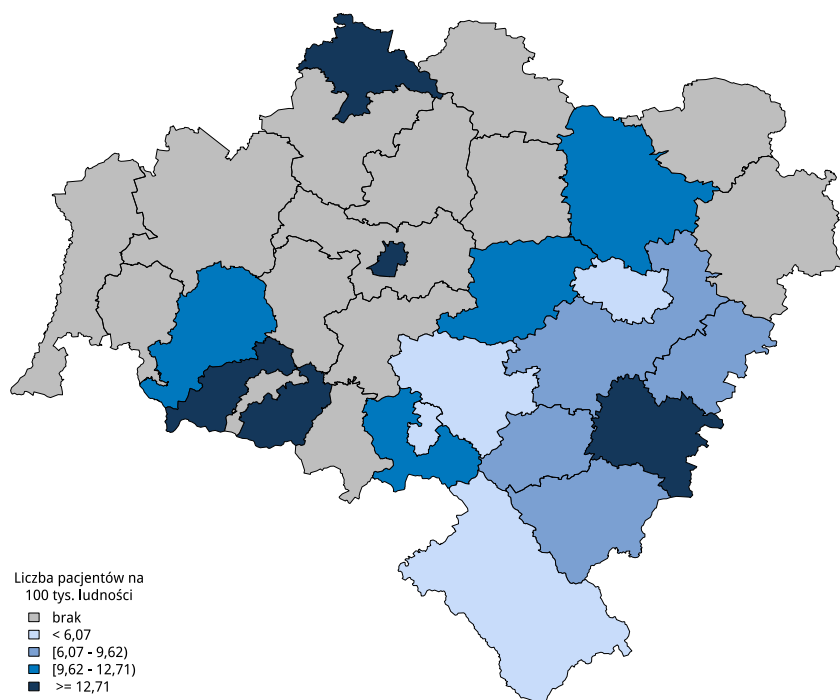 Liczba pacjentów na
100 tys. ludności
brak
< 6,07
[6,07 - 9,62)
[9,62 - 12,71)
>= 12,71